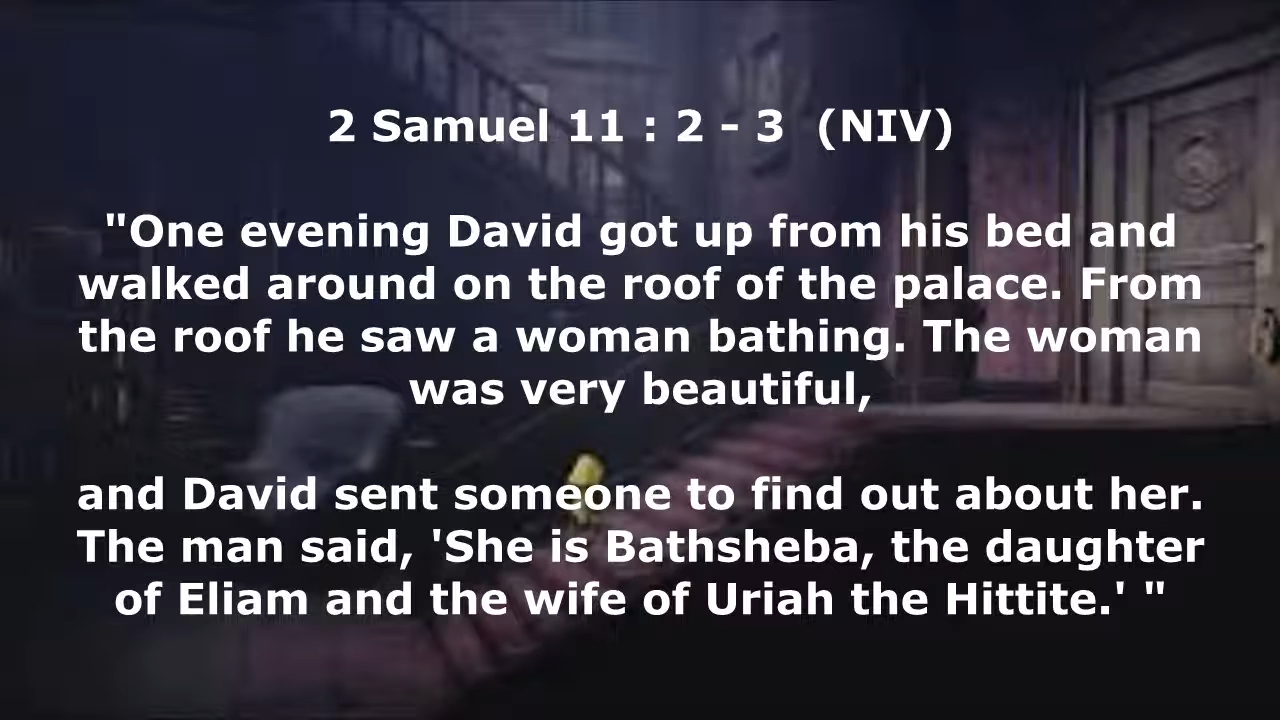 2 Samuel 11 : 2 - 3  (NIV)
"One evening David got up from his bed and
walked around on the roof of the palace. From
the roof he saw a woman bathing. The woman
was very beautiful,
and David sent someone to find out about her.
The man said, 'She is Bathsheba, the daughter
of Eliam and the wife of Uriah the Hittite.' "